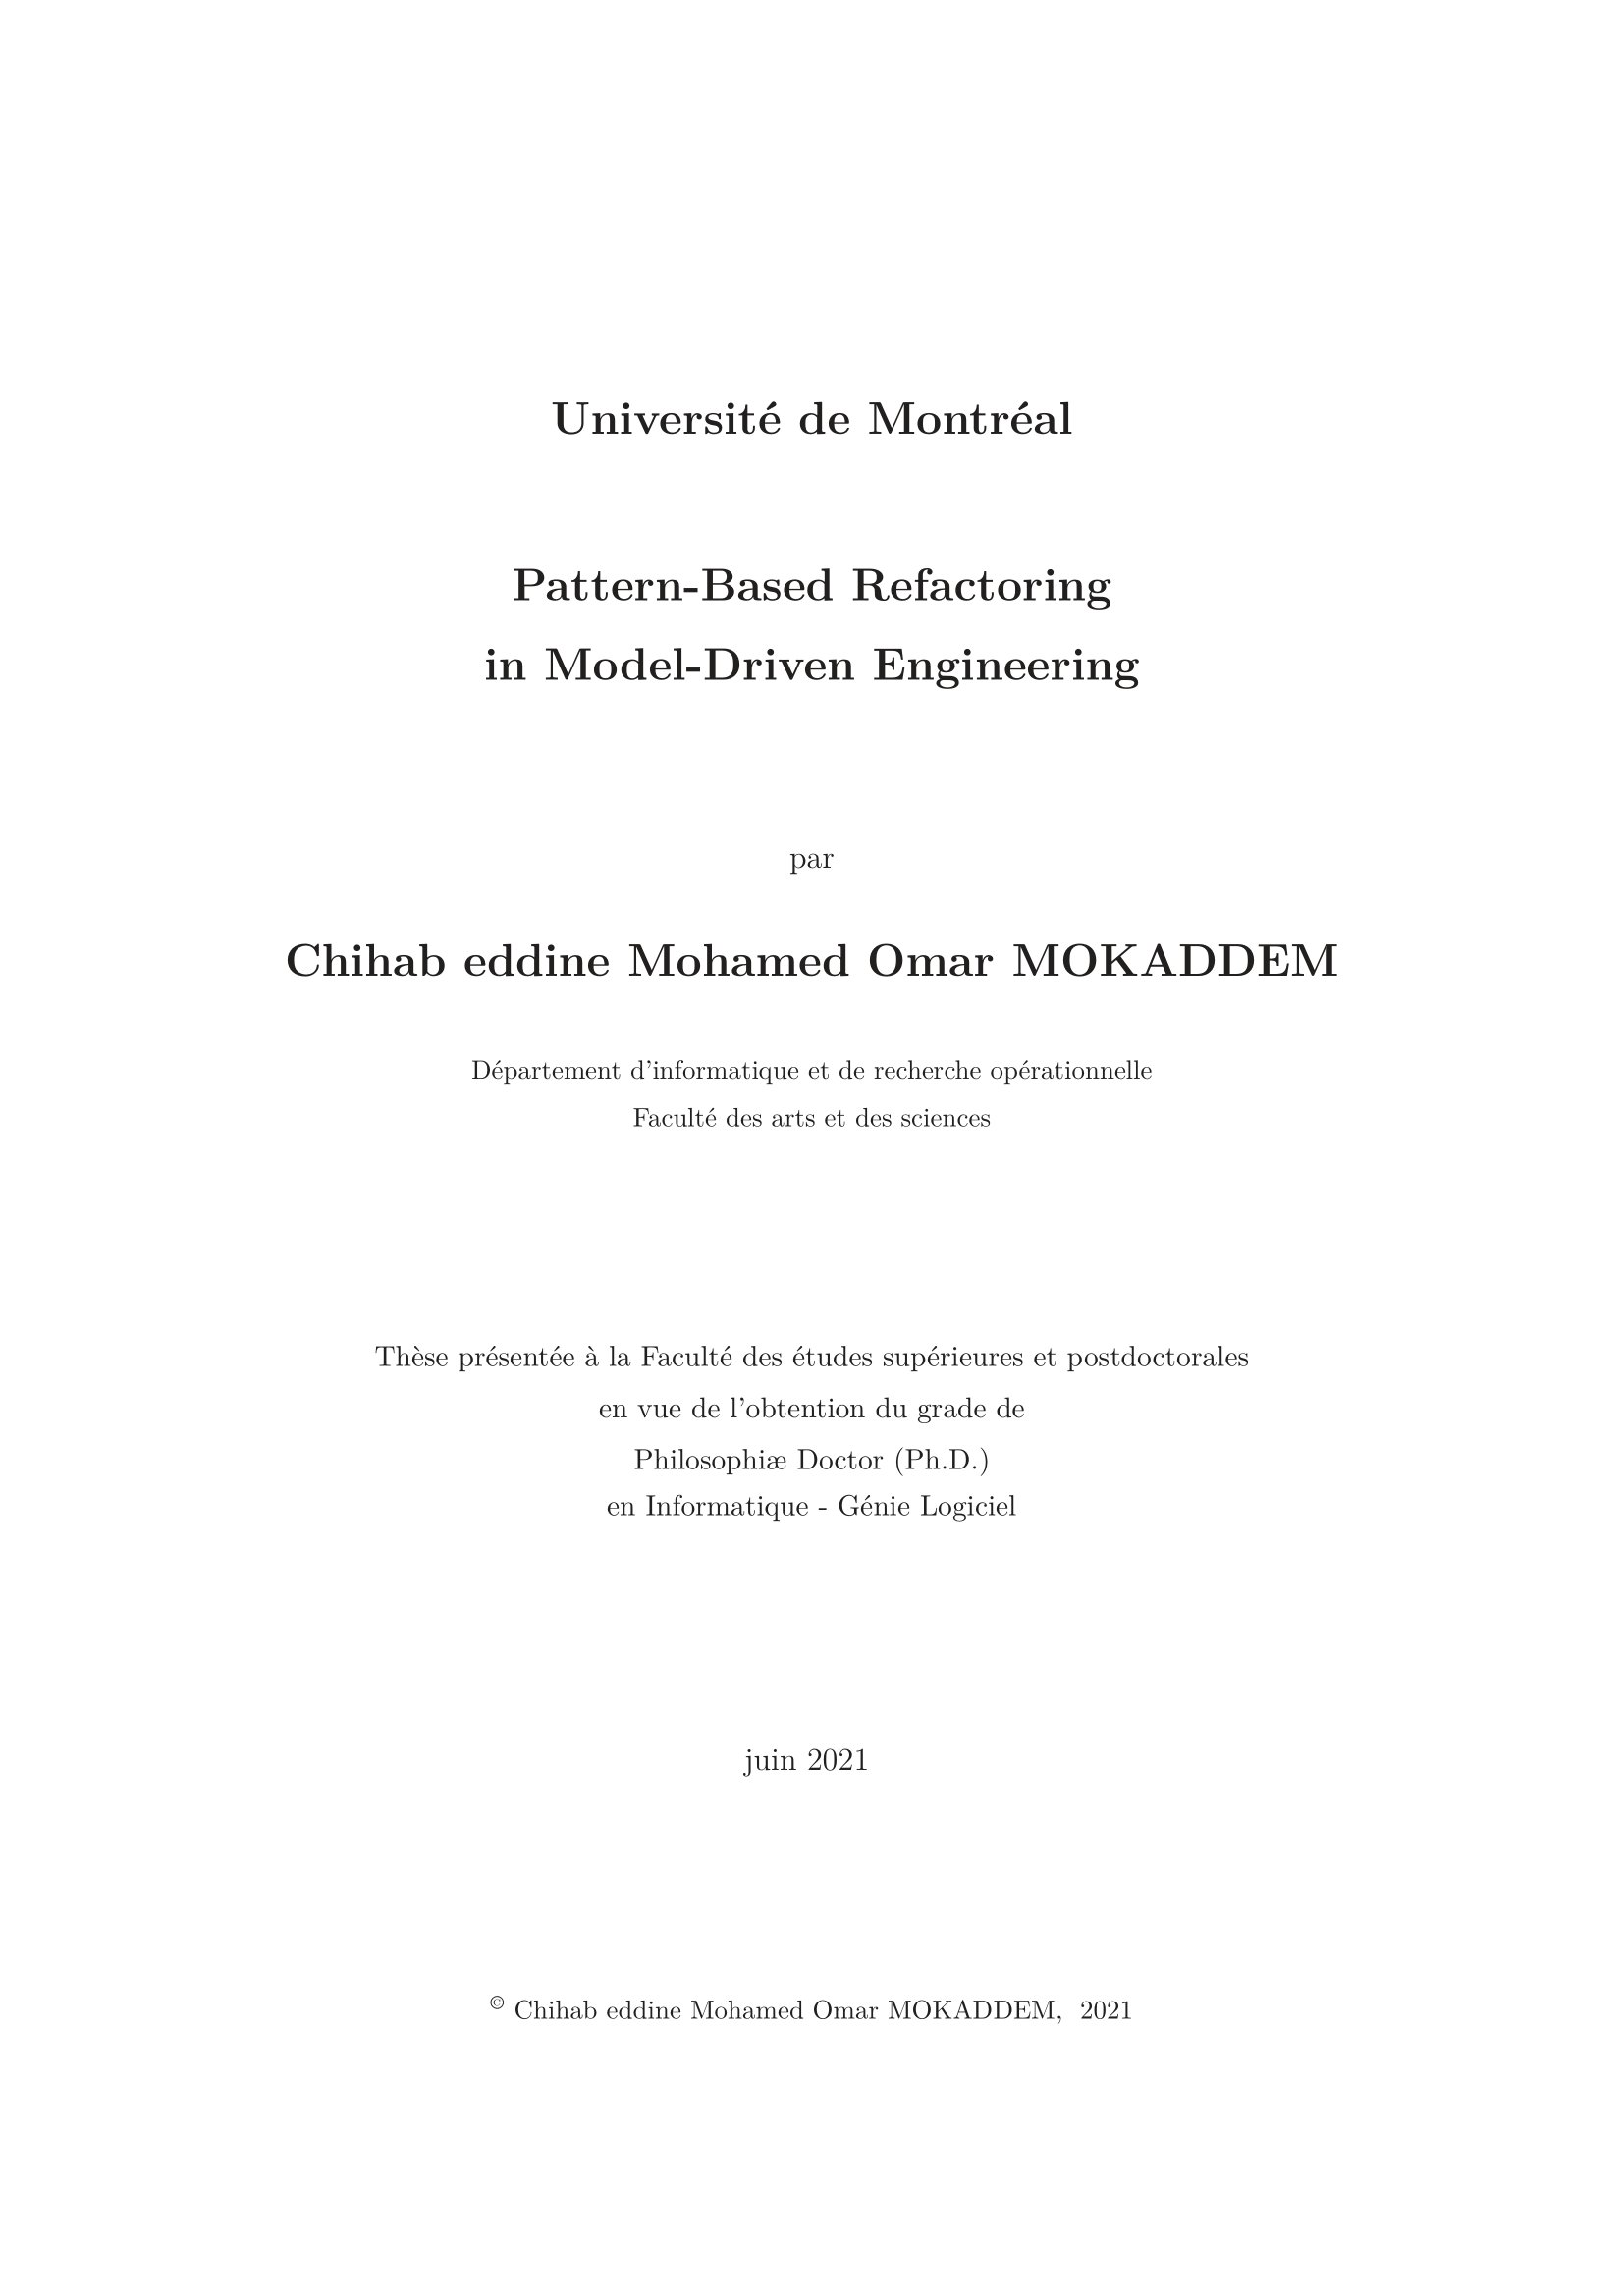 Université de Montréal
Pattern-Based Refactoring
in Model-Driven Engineering
par
Chihab eddine Mohamed Omar MOKADDEM
Département d'informatique et de recherche opérationnelle
Faculté des arts et des sciences
Thèse présentée à la Faculté des études supérieures et postdoctorales
en vue de l'obtention du grade de
Philosophiæ Doctor (Ph.D.)
en Informatique - Génie Logiciel
juin 2021
© Chihab eddine Mohamed Omar MOKADDEM, 2021